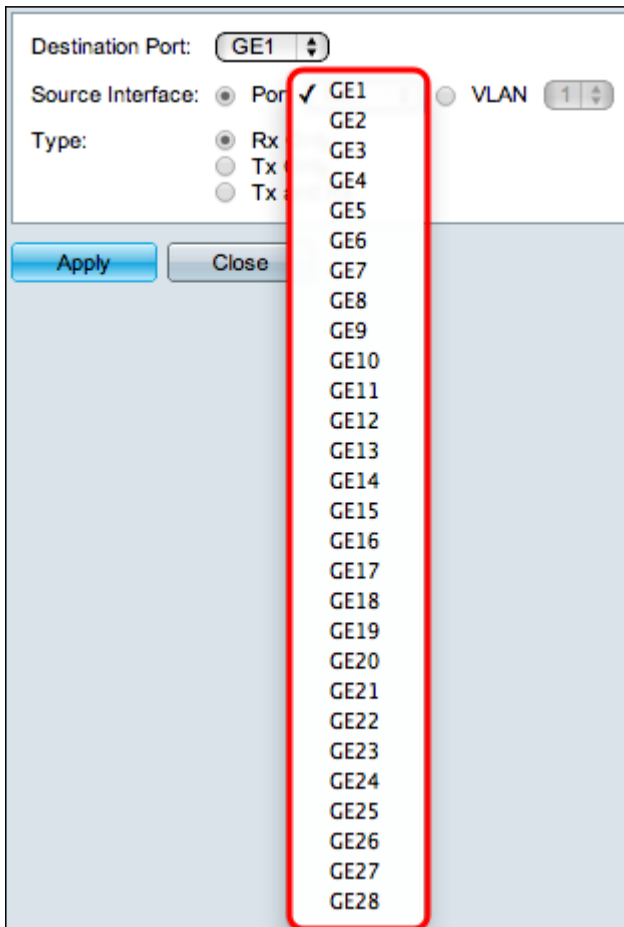 Destination Port: GE1
Source Interface: Por ✓ GE1 VLAN 1
GE2
Type: Rx GE3
Tx GE4
Tx a GE5
GE6
Apply Close GE7
GE8
GE9
GE10
GE11
GE12
GE13
GE14
GE15
GE16
GE17
GE18
GE19
GE20
GE21
GE22
GE23
GE24
GE25
GE26
GE27
GE28